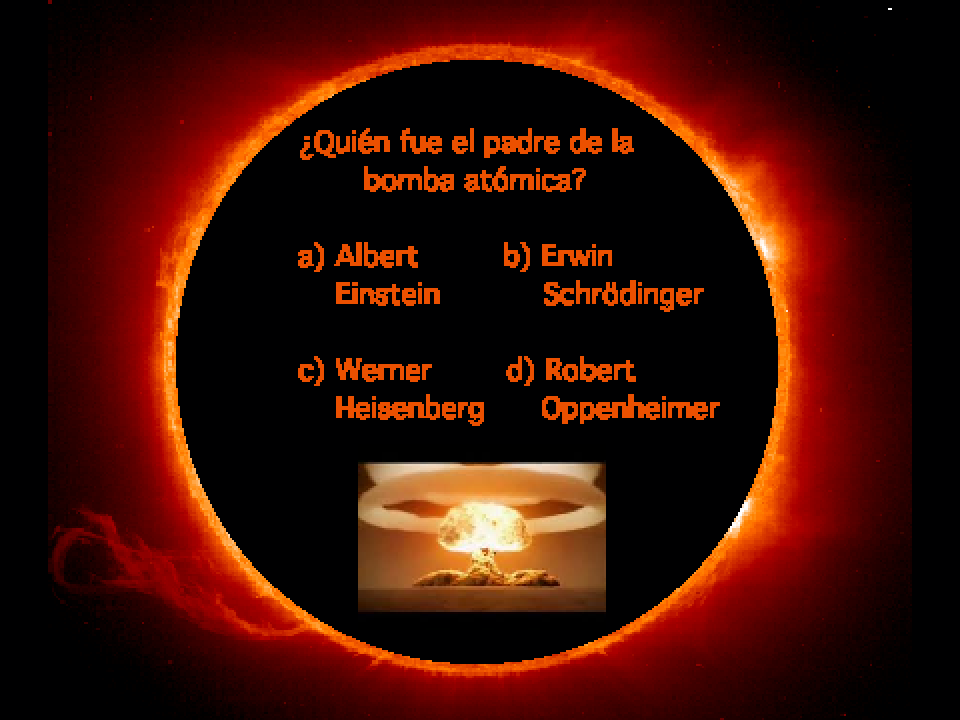 ¿Quién fue el padre de la
bomba atómica?
a) Albert Einstein
b) Erwin Schrödinger
c) Werner Heisenberg
d) Robert Oppenheimer